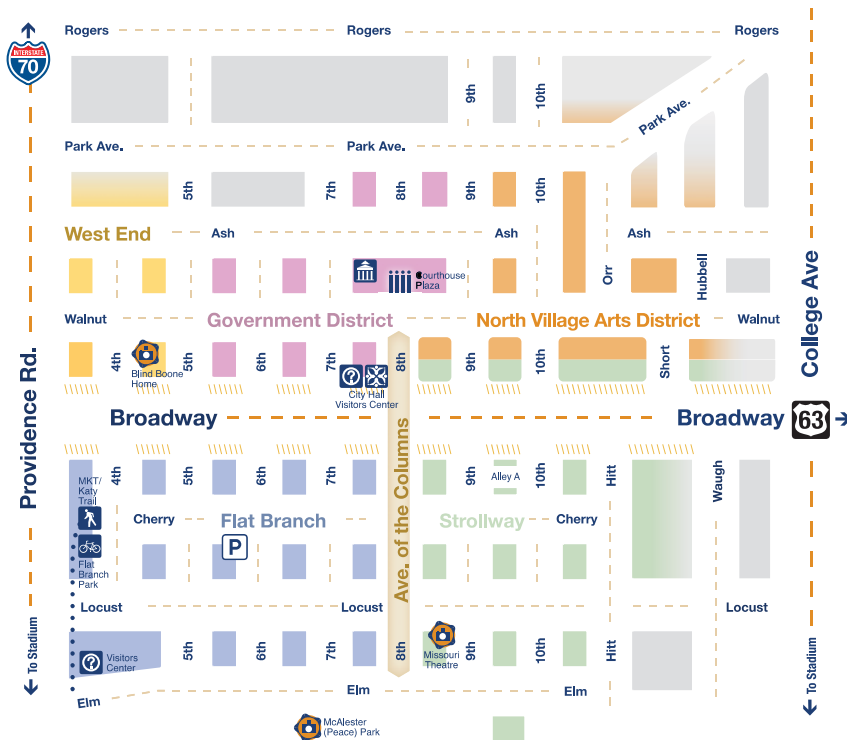 Rogers
Rogers
Rogers
INTERSTATE
70
9th
10th
Park Ave.
Park Ave.
Park Ave.
5th
7th
8th
9th
10th
West End
Ash
Ash
Ash
Courthouse
Plaza
Orr
Hubbell
College Ave
Walnut
Government District
North Village Arts District
Walnut
4th
5th
6th
7th
8th
9th
10th
Short
Blind Boone
Home
City Hall
Visitors Center
Providence Rd.
Broadway
Broadway
63
Ave. of the Columns
MKT/
Katy
Trail
4th
5th
6th
7th
9th
Alley A
10th
Hitt
Waugh
Cherry
Flat Branch
Strollway
Cherry
P
Flat
Branch
Park
Locust
Locust
Locust
Visitors
Center
5th
6th
7th
8th
Missouri
Theatre
9th
10th
Hitt
To Stadium
To Stadium
Elm
Elm
Elm
McAlester
(Peace) Park